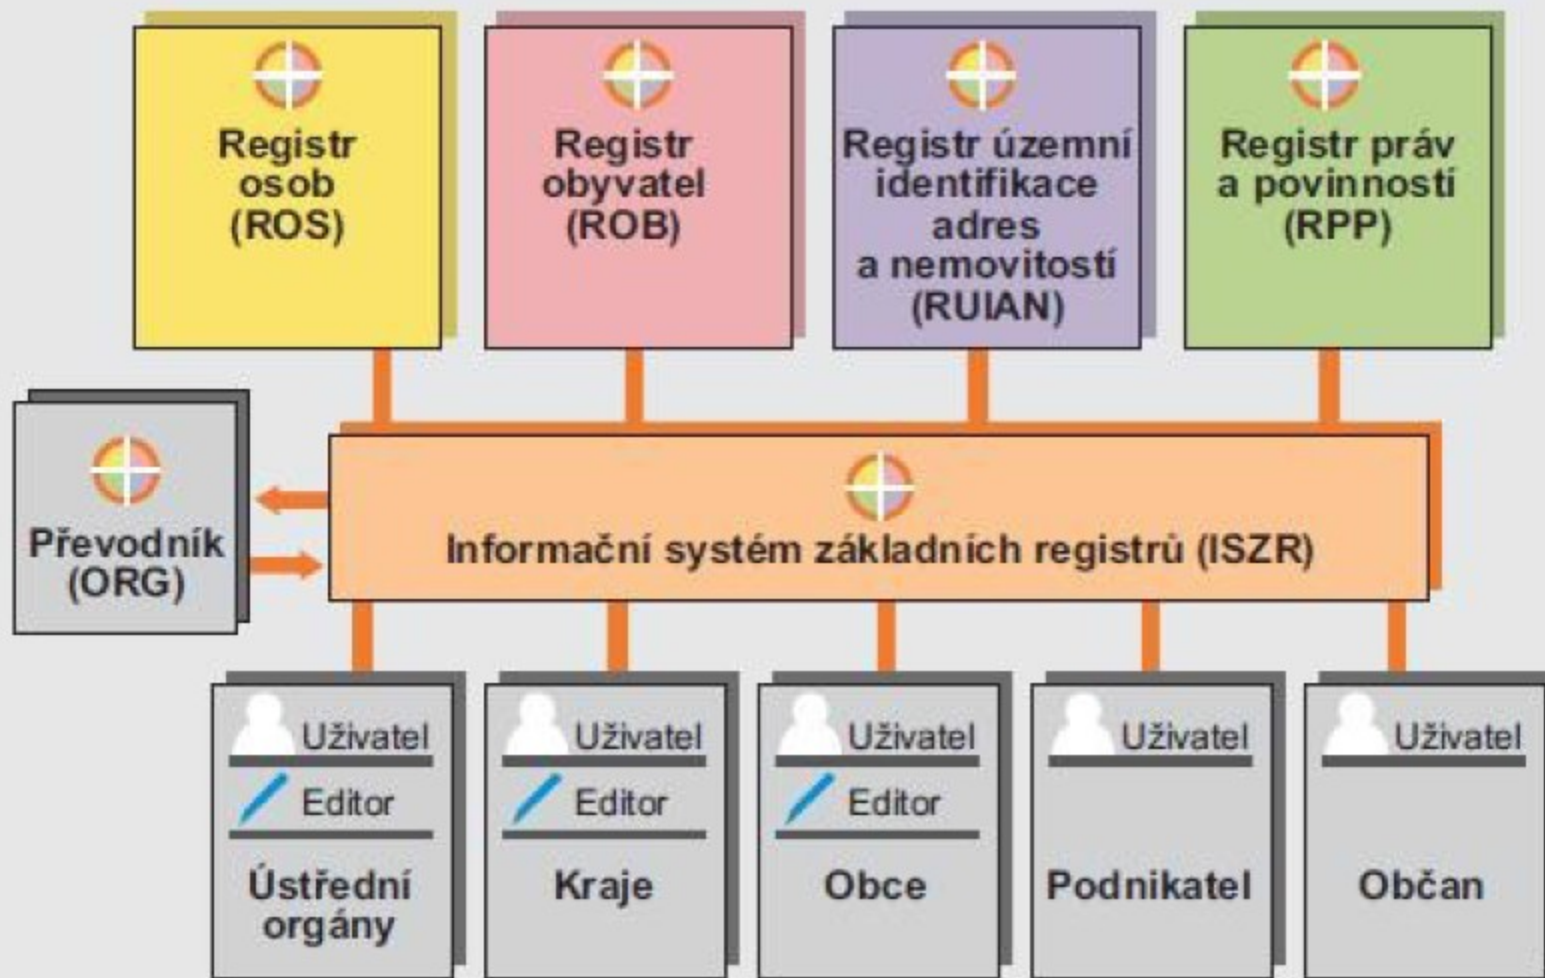 Registr
osob
(ROS)
Registr
obyvatel
(ROB)
Registr územní
identifikace
adres
a nemovitostí
(RUIAN)
Registr práv
a povinností
(RPP)
Převodník
(ORG)
Informační systém základních registrů (ISZR)
Uživatel
Editor
Ústřední
orgány
Uživatel
Editor
Kraje
Uživatel
Editor
Obce
Uživatel
Podnikatel
Uživatel
Občan